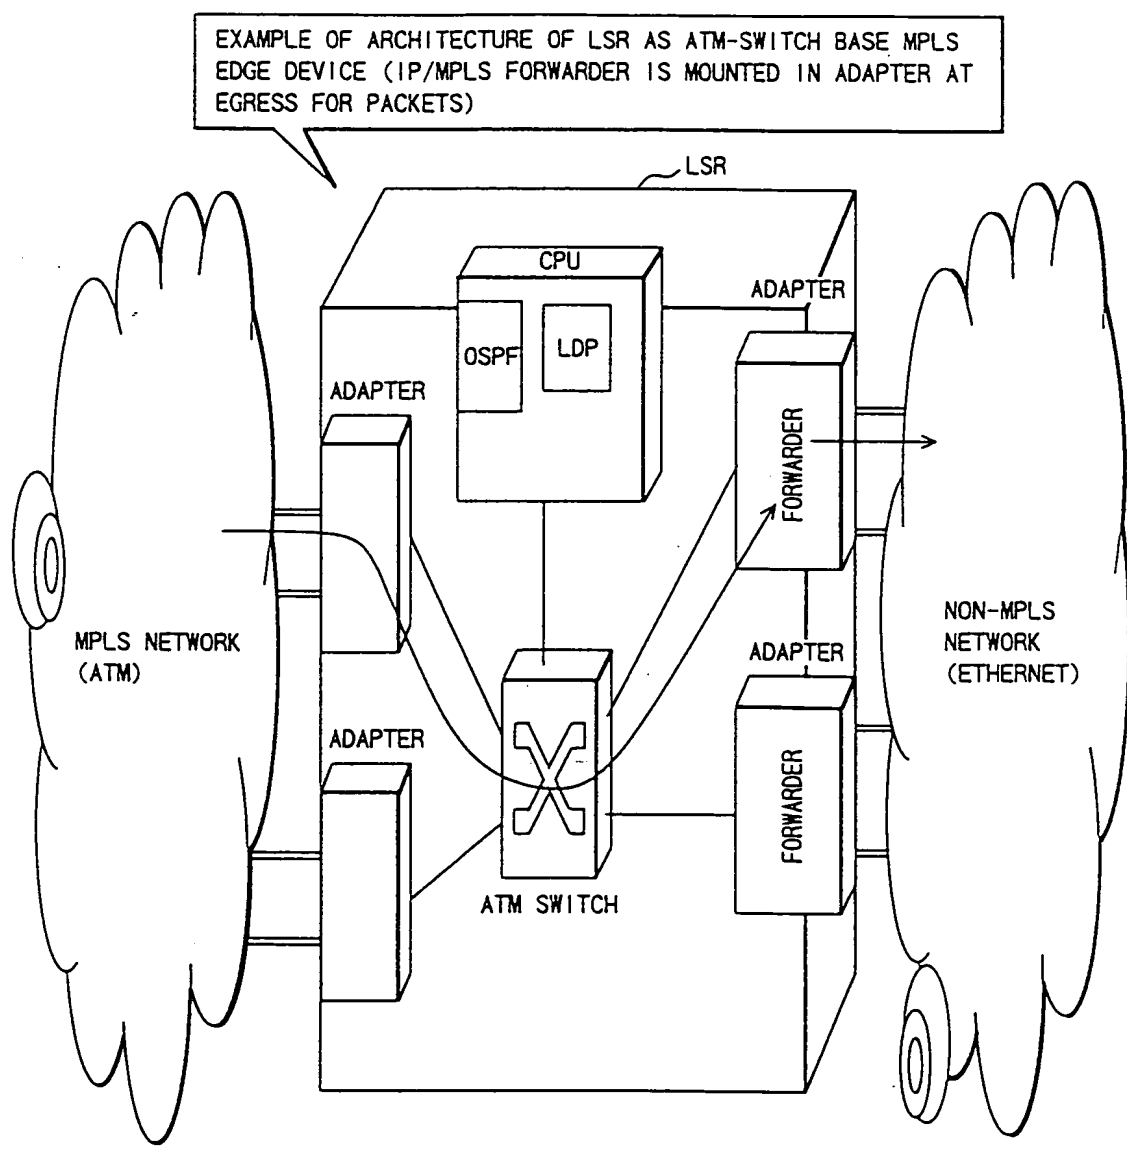 EXAMPLE OF ARCHITECTURE OF LSR AS ATM-SWITCH BASE MPLS
EDGE DEVICE (IP/MPLS FORWARDER IS MOUNTED IN ADAPTER AT
EGRESS FOR PACKETS)
LSR
CPU
ADAPTER
OSPF
LDP
ADAPTER
FORWARDER
MPLS NETWORK
(ATM)
NON-MPLS
NETWORK
(ETHERNET)
ADAPTER
ADAPTER
FORWARDER
ATM SWITCH